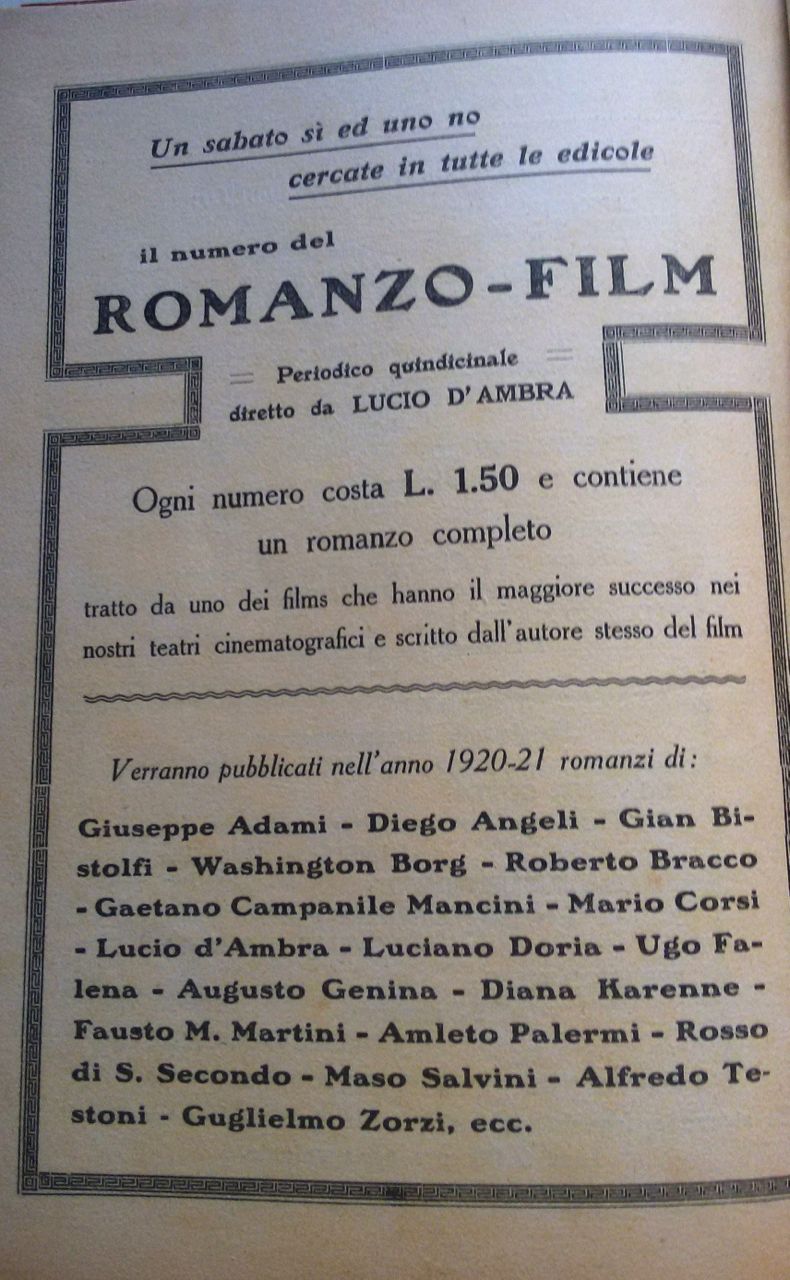 Un sabato sì ed uno no
cercate in tutte le edicole
il numero del
ROMANZO-FILM
Periodico quindicinale
diretto da LUCIO D'AMBRA
Ogni numero costa L. 1.50 e contiene
un romanzo completo
tratto da uno dei films che hanno il maggiore successo nei
nostri teatri cinematografici e scritto dall'autore stesso del film
Verranno pubblicati nell'anno 1920-21 romanzi di:
Giuseppe Adami - Diego Angeli - Gian Bi-
stolfi - Washington Borg - Roberto Bracco
- Gaetano Campanile Mancini - Mario Corsi
- Lucio d'Ambra - Luciano Doria - Ugo Fa-
lena - Augusto Genina - Diana Karenne -
Fausto M. Martini - Amleto Palermi - Rosso
di S. Secondo - Maso Salvini - Alfredo Te-
stoni - Guglielmo Zorzi, ecc.